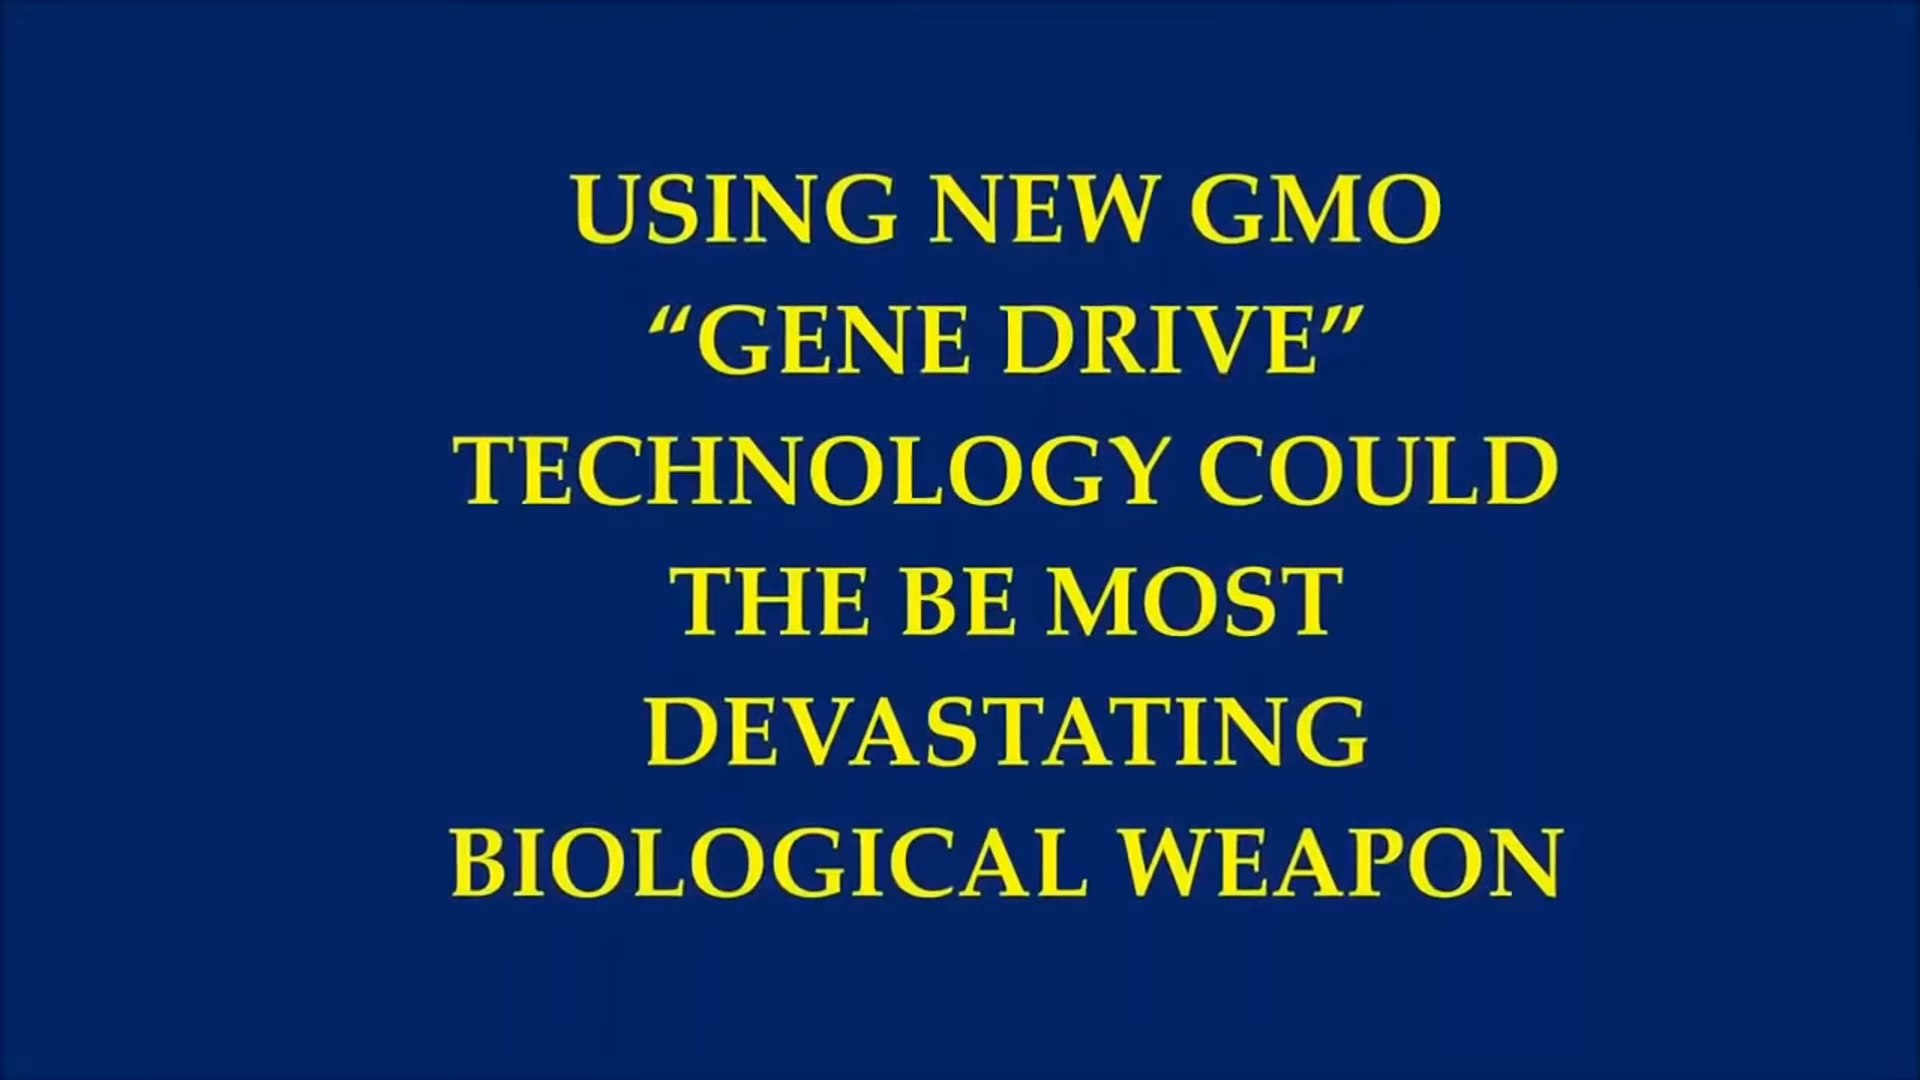 USING NEW GMO
“GENE DRIVE”
TECHNOLOGY COULD
THE BE MOST
DEVASTATING
BIOLOGICAL WEAPON